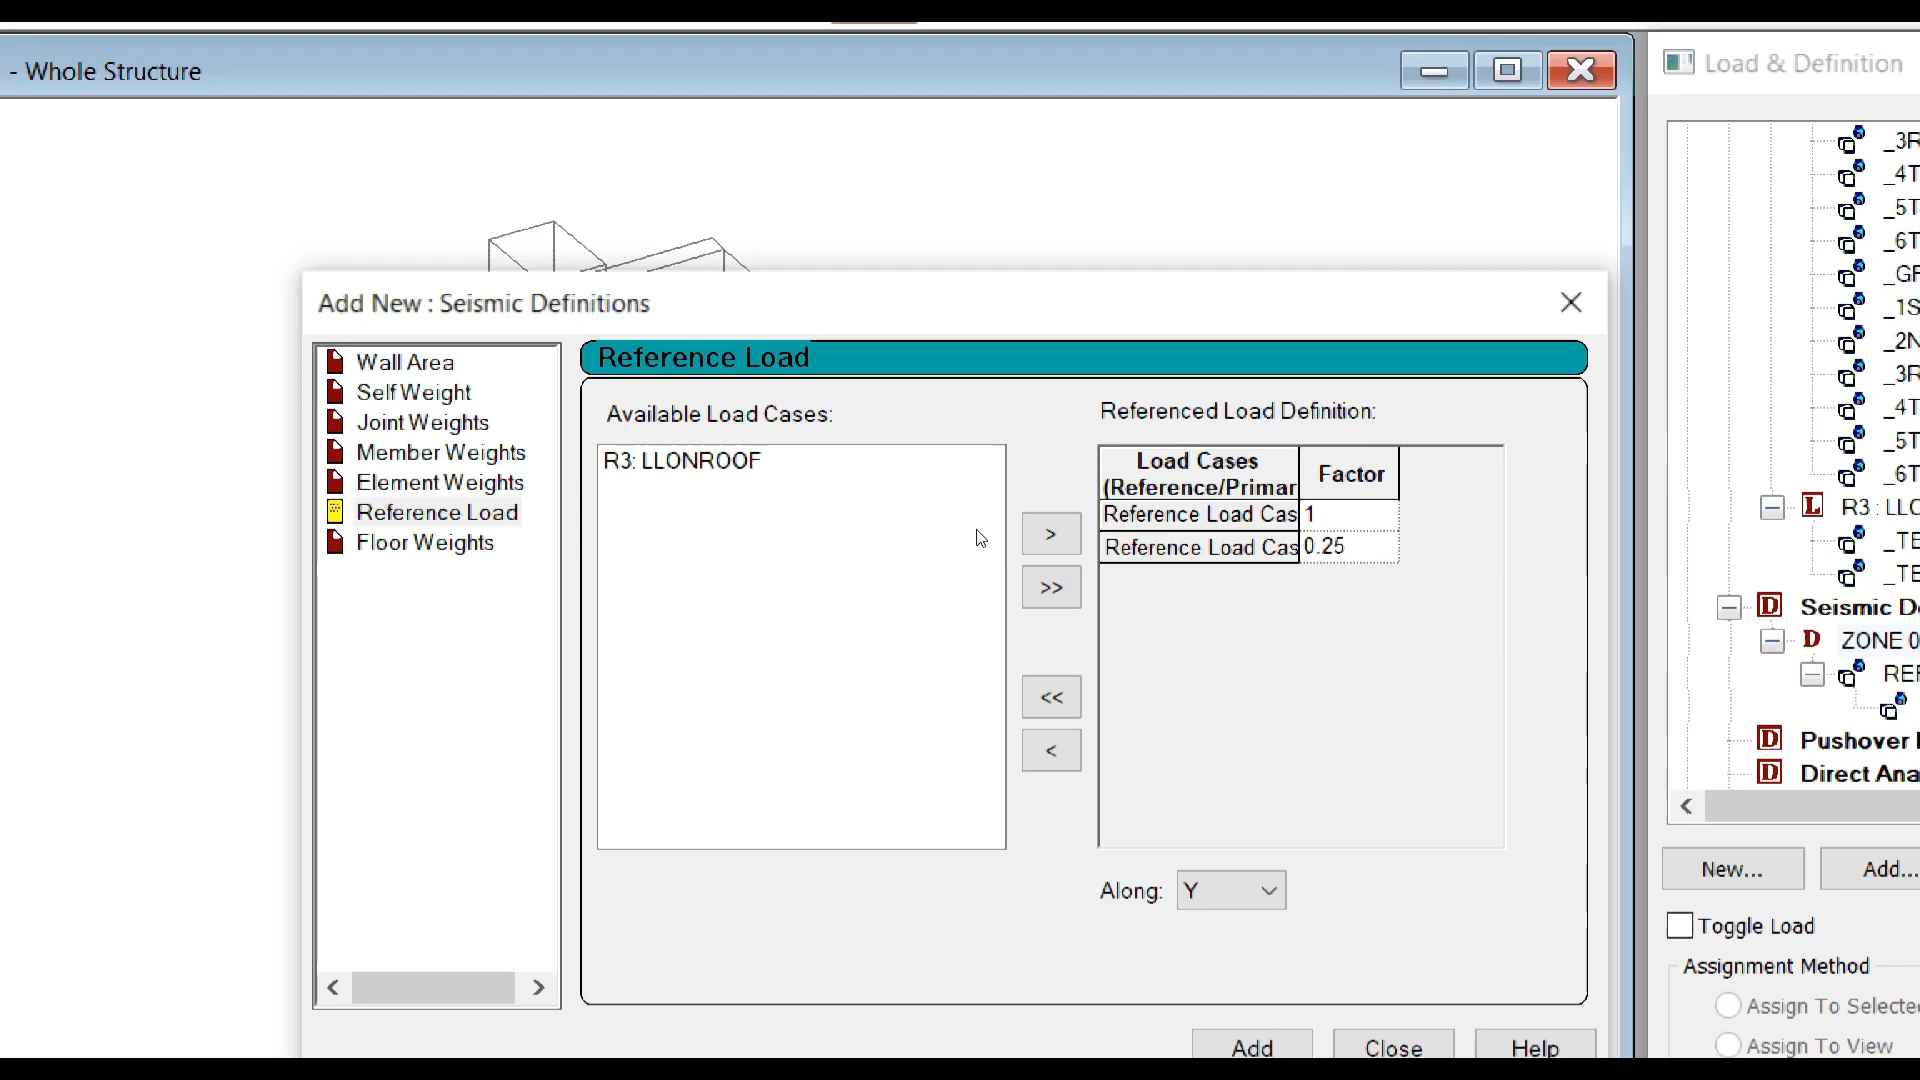 - Whole Structure
Load & Definition
Add New : Seismic Definitions
Wall Area
Self Weight
Joint Weights
Member Weights
Element Weights
Reference Load
Floor Weights
Reference Load
Available Load Cases:
R3: LLONROOF
>
>>
<<
<
Referenced Load Definition:
Load Cases
(Reference/Primar
Factor
Reference Load Cas 1
Reference Load Cas 0.25
Along: Y
Add
Close
Help
_3R
_4T
_5T
_6T
_GF
_1S
_2N
_3R
_4T
_5T
_6T
R3 : LLO
_TE
_TE
Seismic De
ZONE 0
REF
Pushover
Direct Ana
New...
Add...
Toggle Load
Assignment Method
Assign To Selected
Assign To View